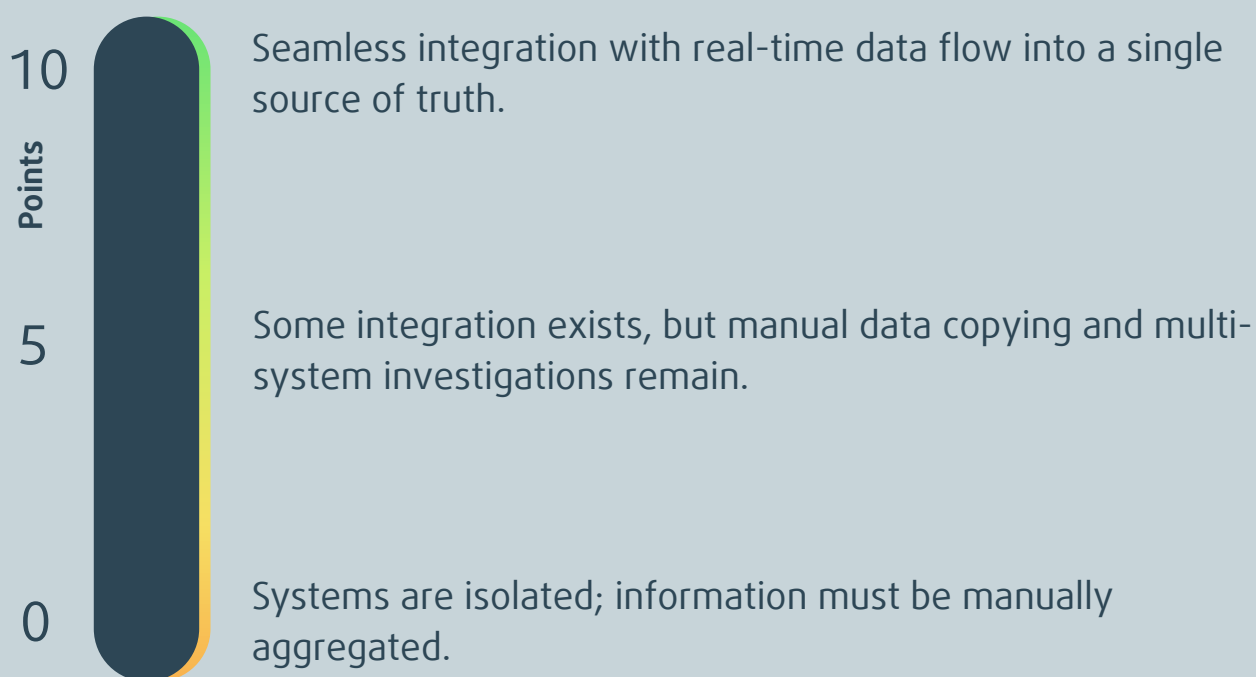 10
Seamless integration with real-time data flow into a single
source of truth.
Points
5
Some integration exists, but manual data copying and multi-
system investigations remain.
0
Systems are isolated; information must be manually
aggregated.